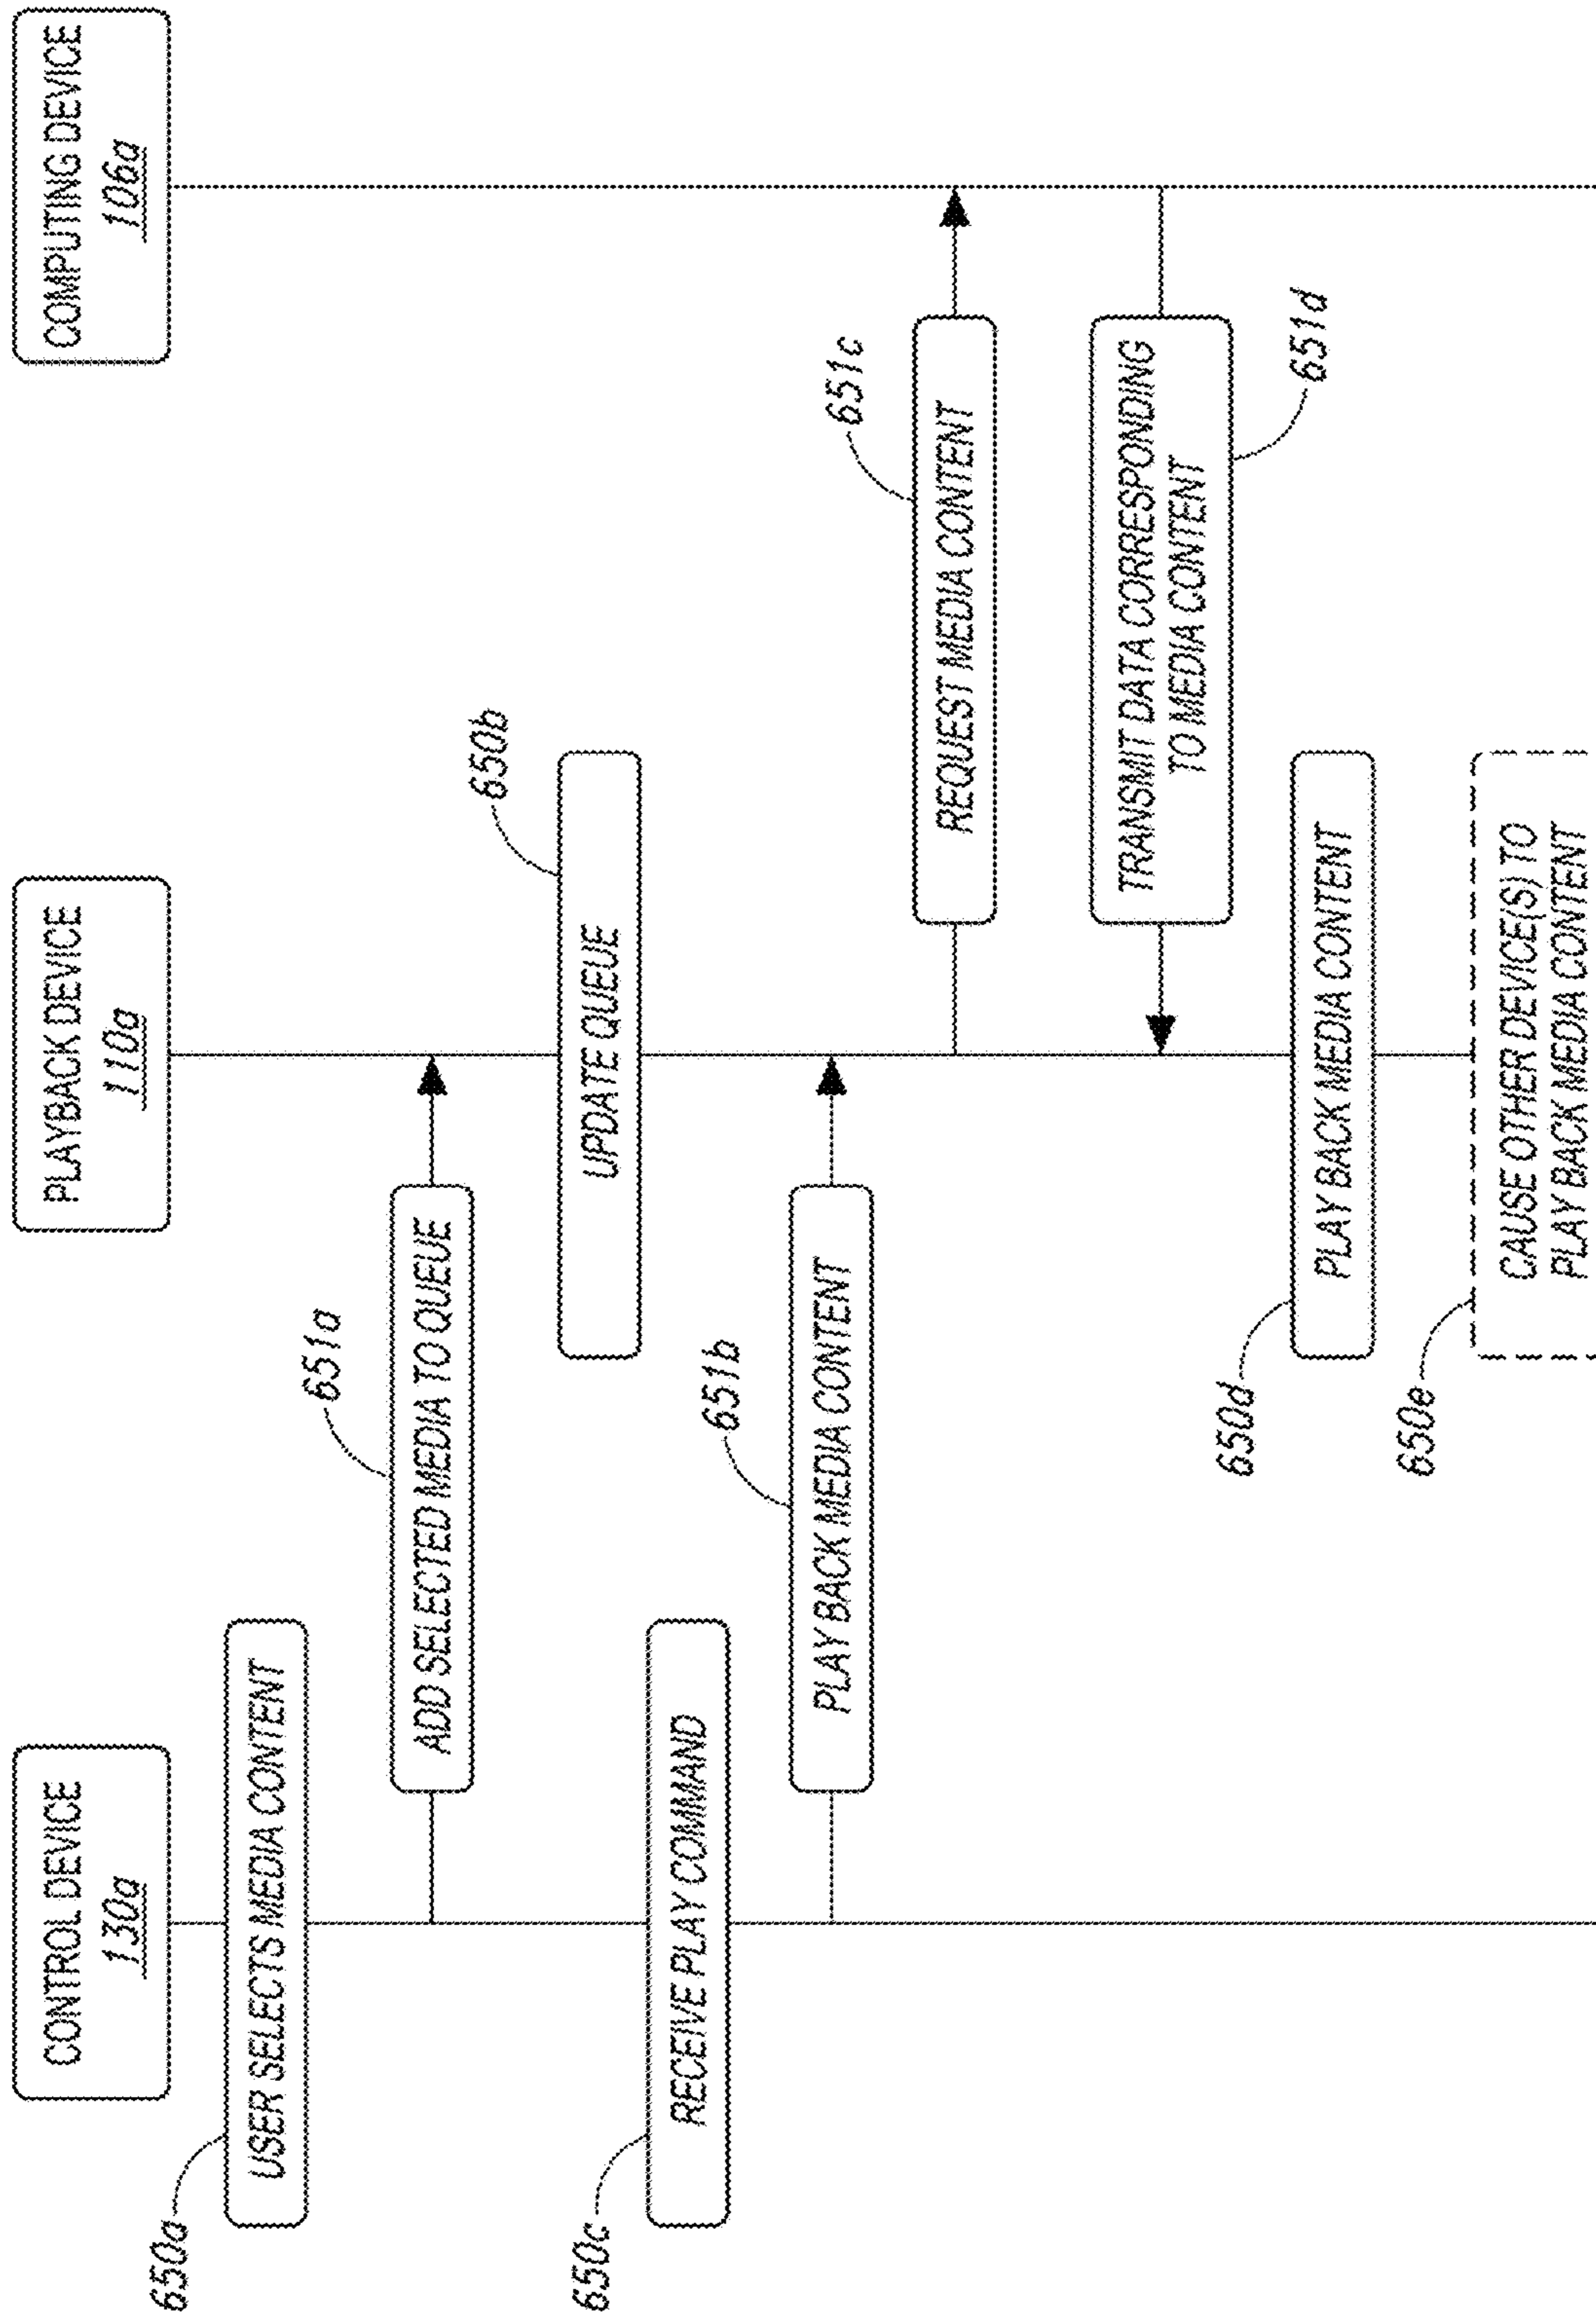 CONTROL DEVICE
130a
PLAYBACK DEVICE
110a
COMPUTING DEVICE
106a
650a
USER SELECTS MEDIA CONTENT
651a
ADD SELECTED MEDIA TO QUEUE
650b
UPDATE QUEUE
650c
RECEIVE PLAY COMMAND
651b
PLAY BACK MEDIA CONTENT
651c
REQUEST MEDIA CONTENT
TRANSMIT DATA CORRESPONDING
TO MEDIA CONTENT
651d
650d
PLAY BACK MEDIA CONTENT
650e
CAUSE OTHER DEVICE(S) TO
PLAY BACK MEDIA CONTENT